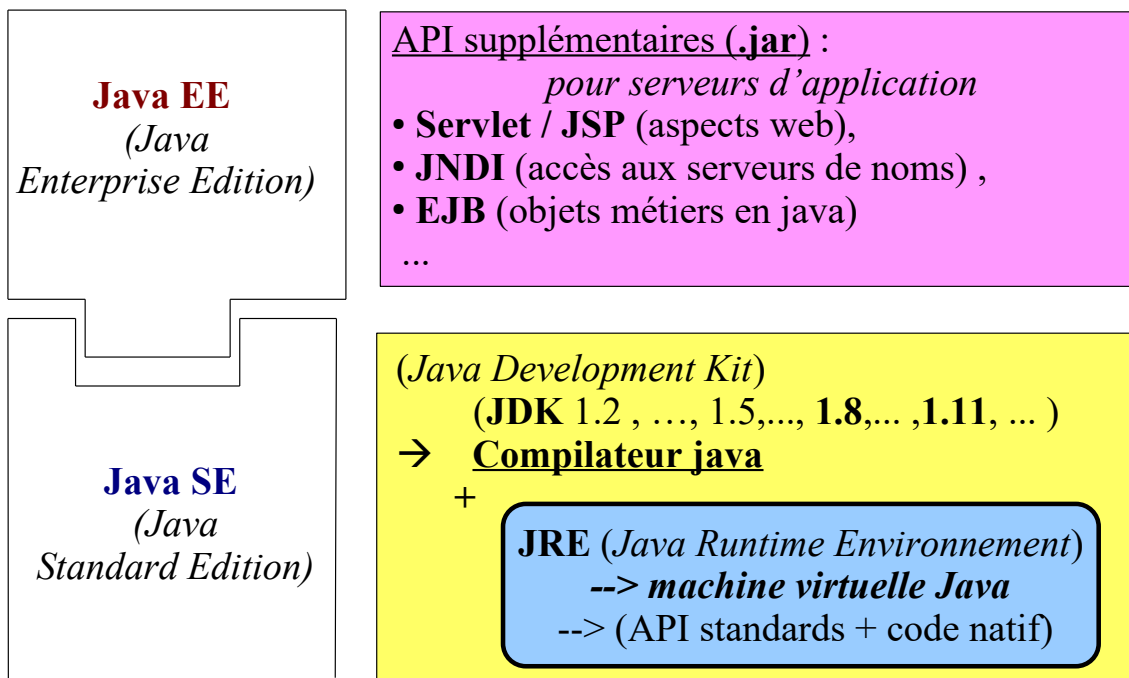 Java EE
(Java
Enterprise Edition)
API supplémentaires (.jar) :
pour serveurs d’application
• Servlet / JSP (aspects web),
• JNDI (accès aux serveurs de noms) ,
• EJB (objets métiers en java)
...
Java SE
(Java
Standard Edition)
(Java Development Kit)
(JDK 1.2 , …, 1.5,..., 1.8,... ,1.11, ... )
→ Compilateur java
+
JRE (Java Runtime Environnement)
--> machine virtuelle Java
--> (API standards + code natif)